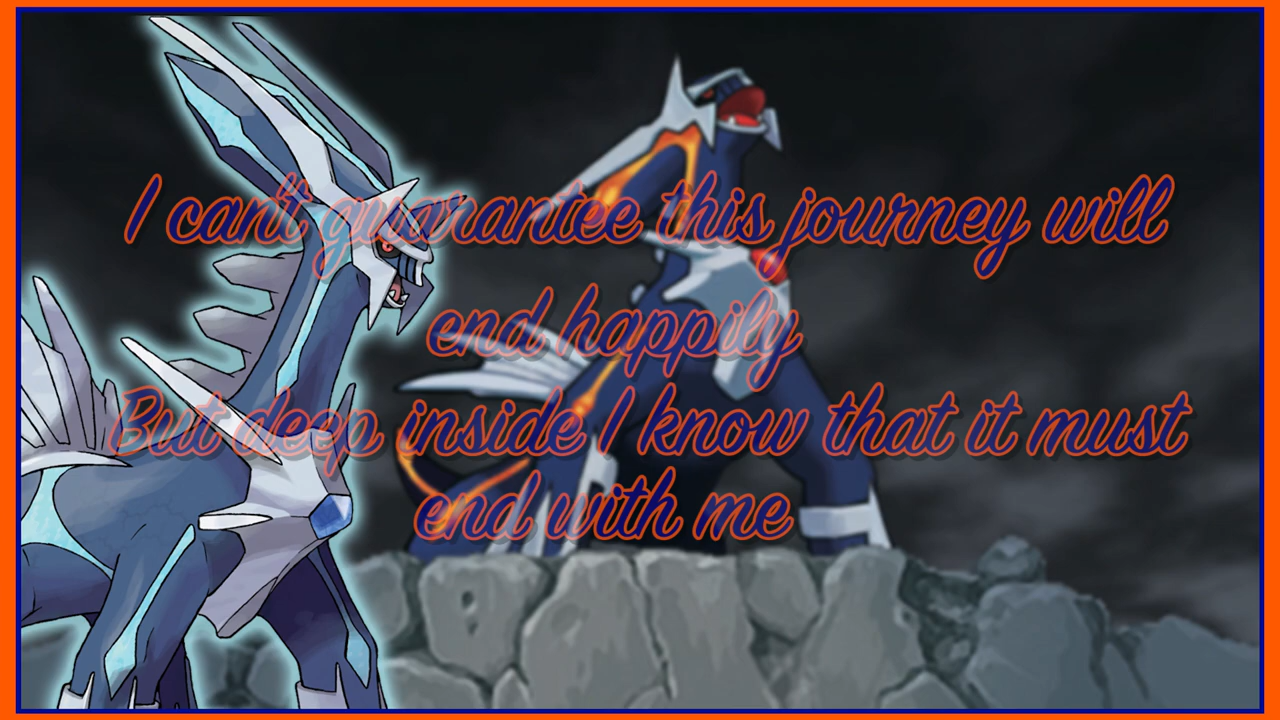 I can't guarantee this journey will
end happily
But deep inside I know that it must
end with me